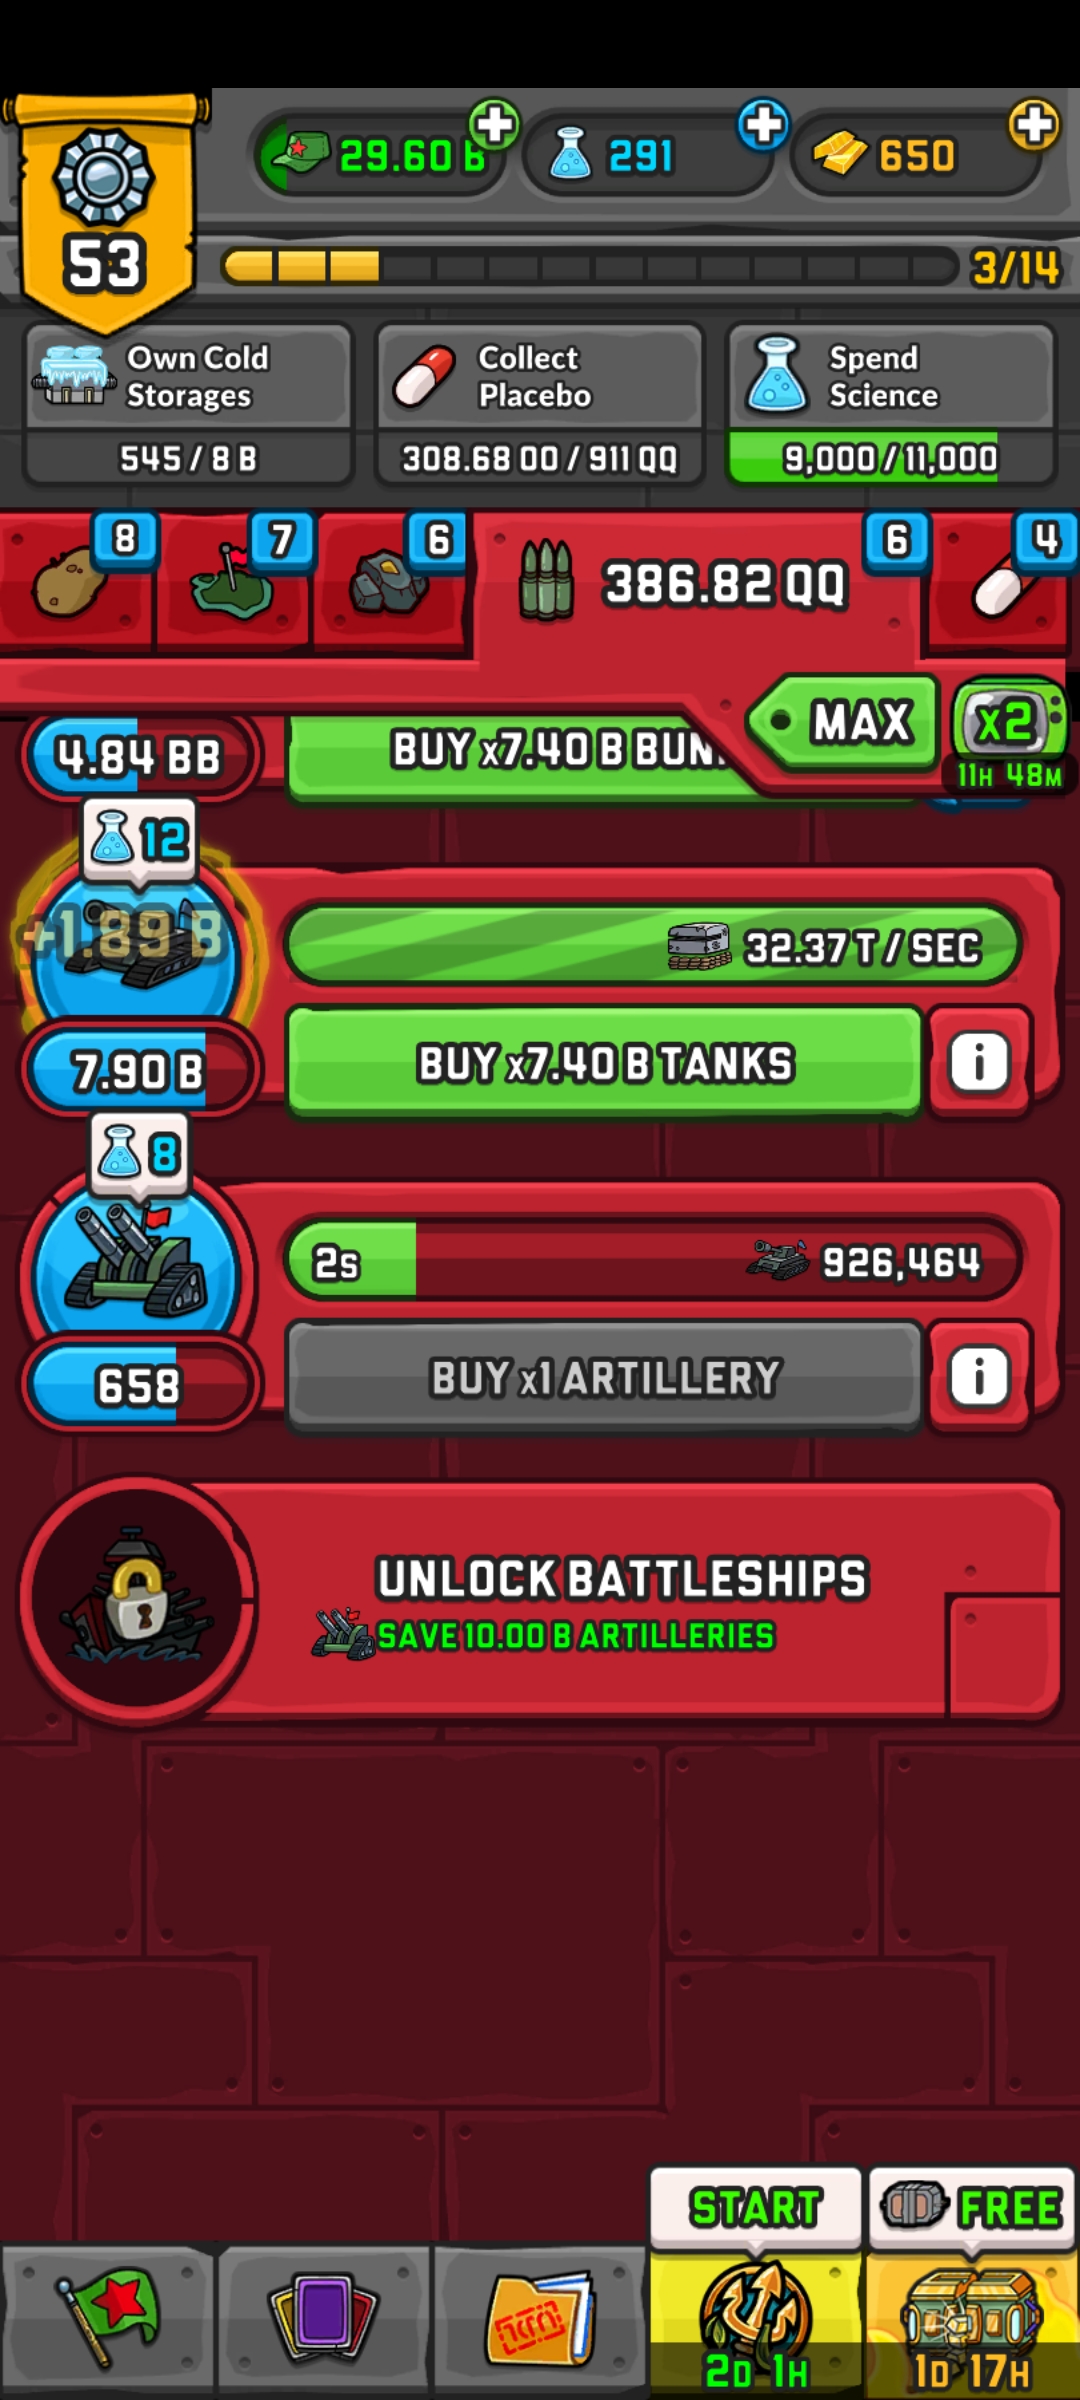 29.60 B
291
650
53
3/14
Own Cold
Storages
545 / 8 B
Collect
Placebo
308.68 OO / 911 QQ
Spend
Science
9,000 / 11,000
8
7
6
386.82 QQ
6
4
MAX
x2
11H 48M
4.84 BB
BUY x7.40 B BUN
12
+1.89 B
32.37 T / SEC
7.90 B
BUY x7.40 B TANKS
i
8
2s
926,464
658
BUY x1 ARTILLERY
i
UNLOCK BATTLESHIPS
SAVE 10.00 B ARTILLERIES
START
FREE
2D 1H
1D 17H